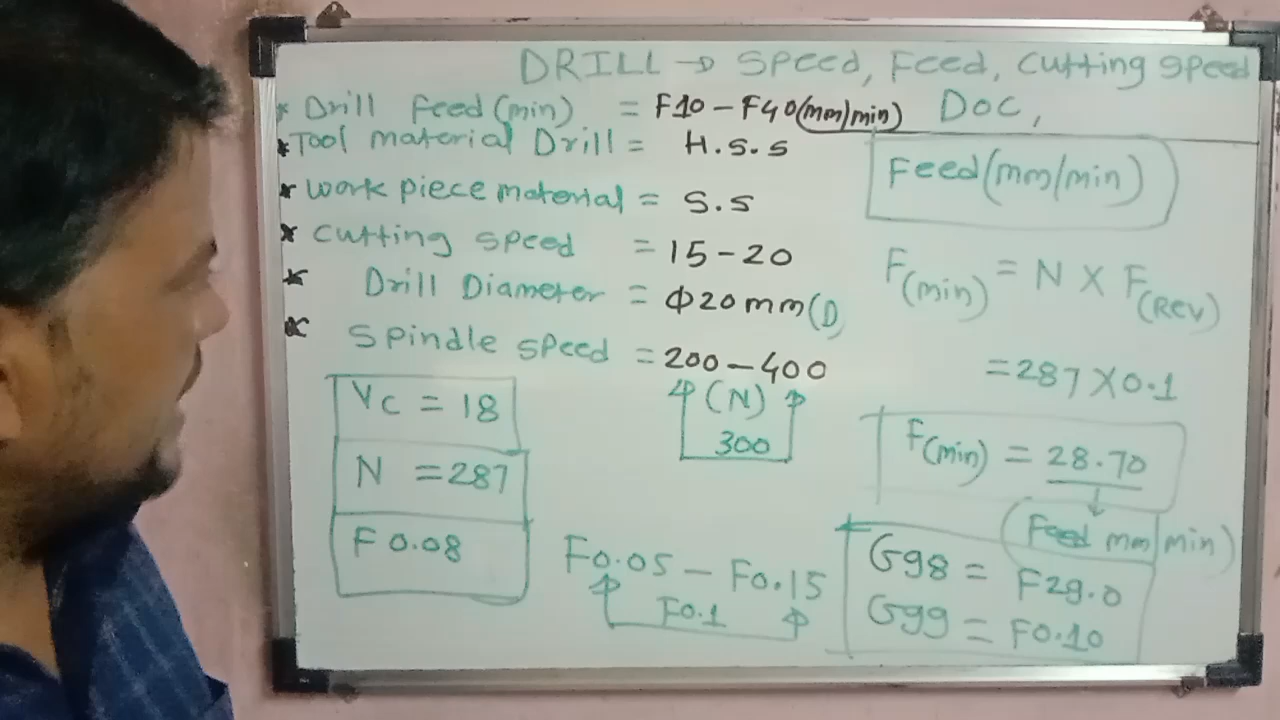 DRILL → SPEED, FEED, Cutting speed
* Drill feed (min) = F10 - F40 (mm/min) DOC,
* Tool material Drill = H.S.S
* Work piece material = S.S
* Cutting speed = 15-20
* Drill Diameter = Φ20mm (D)
* Spindle speed = 200-400
(N)
300
Vc = 18
N = 287
F 0.08
F0.05 - F0.15
F0.1
Feed (mm/min)
F(min) = N X F(Rev)
= 287 X 0.1
F(min) = 28.70
(Feed mm/min)
G98 = F29.0
G99 = F0.10